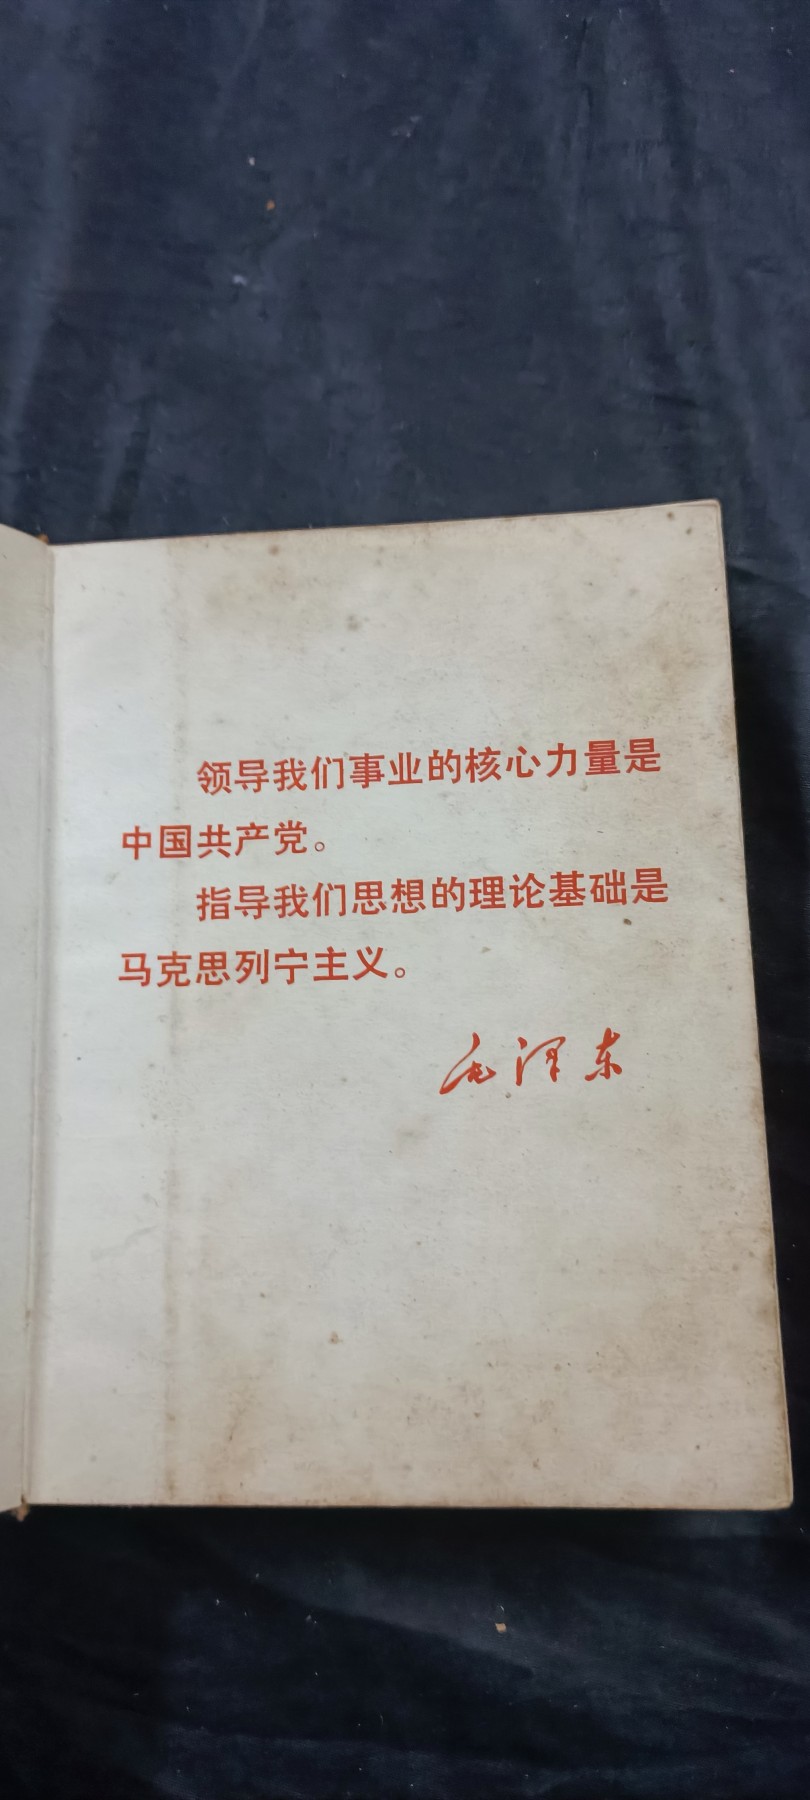 领导我们事业的核心力量是
中国共产党。
指导我们思想的理论基础是
马克思列宁主义。
毛泽东